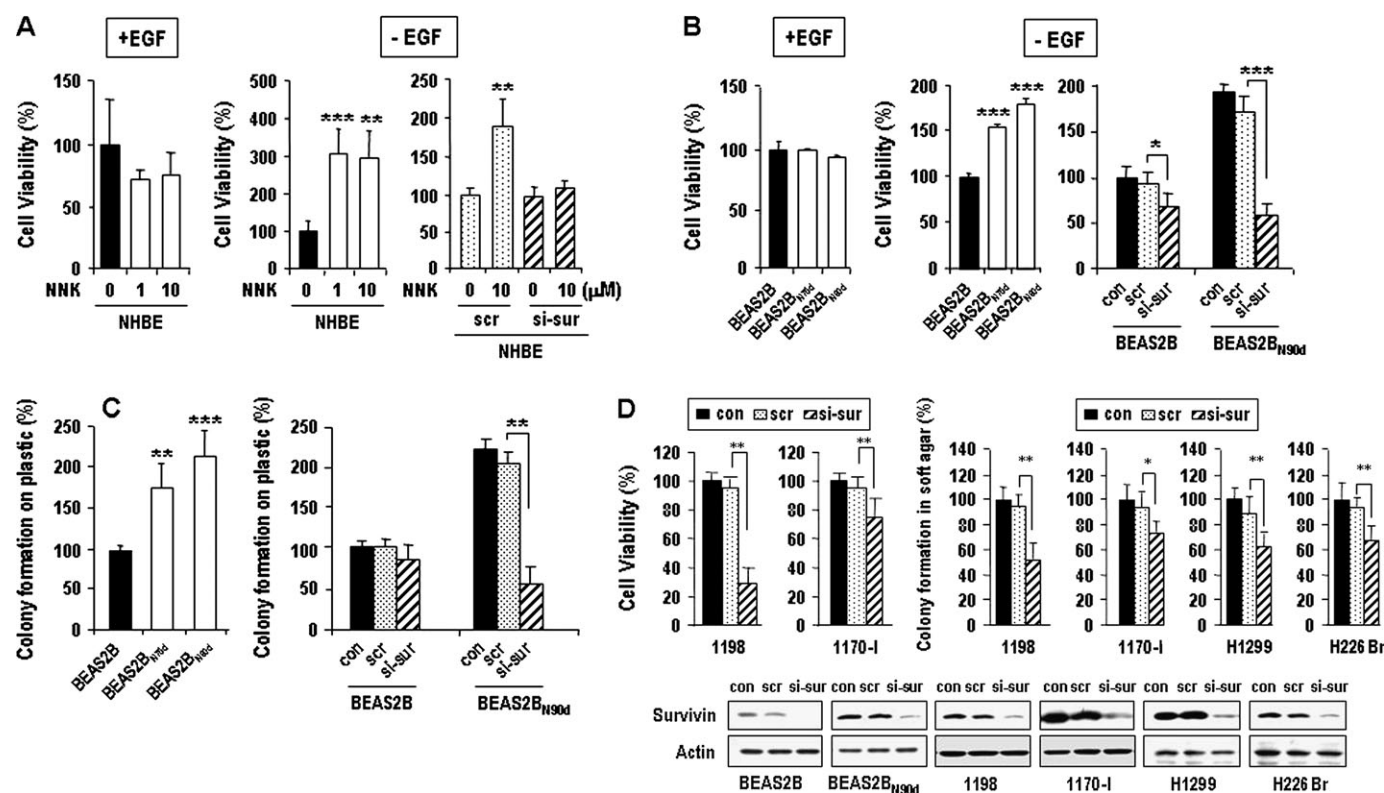 A
+EGF
- EGF
Cell Viability (%)
150
100
50
0
NNK 0 1 10
NHBE
Cell Viability (%)
500
400
300
200
100
0
*** **
NNK 0 1 10
NHBE
Cell Viability (%)
250
200
150
100
50
0
**
NNK 0 10 0 10 (μM)
scr si-sur
NHBE
B
+EGF
- EGF
Cell Viability (%)
150
100
50
0
BEAS2B BEAS2BN70d BEAS2BN90d
Cell Viability (%)
200
150
100
50
0
*** ***
BEAS2B BEAS2BN70d BEAS2BN90d
200
150
100
50
0
* ***
con scr si-sur con scr si-sur
BEAS2B BEAS2BN90d
C
Colony formation on plastic (%)
250
200
150
100
50
0
** ***
BEAS2B BEAS2BN70d BEAS2BN90d
Colony formation on plastic (%)
250
200
150
100
50
0
**
con scr si-sur con scr si-sur
BEAS2B BEAS2BN90d
D
con scr si-sur
Cell Viability (%)
120
100
80
60
40
20
0
**
1198
120
100
80
60
40
20
0
**
1170-I
con scr si-sur
Colony formation in soft agar (%)
140
120
100
80
60
40
20
0
**
1198
140
120
100
80
60
40
20
0
*
1170-I
140
120
100
80
60
40
20
0
**
H1299
140
120
100
80
60
40
20
0
**
H226 Br
con scr si-sur con scr si-sur con scr si-sur con scr si-sur con scr si-sur con scr si-sur
Survivin
Actin
BEAS2B BEAS2BN90d 1198 1170-I H1299 H226 Br